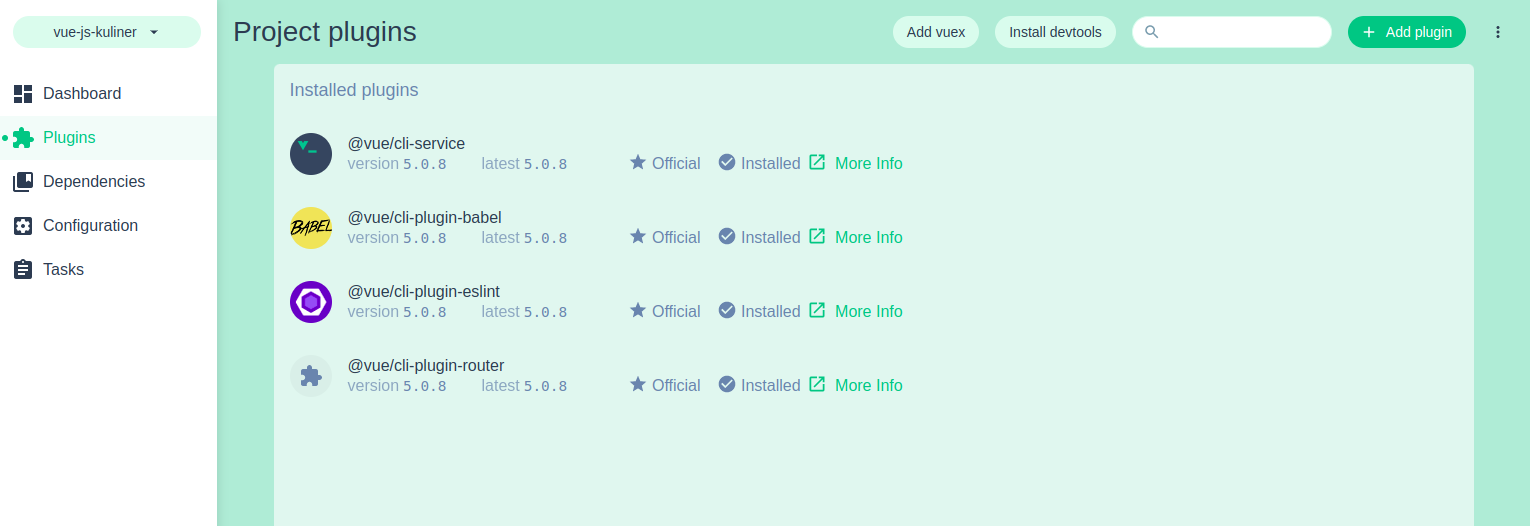 vue-js-kuliner
Project plugins
Add vuex
Install devtools
Add plugin
Dashboard
Plugins
Dependencies
Configuration
Tasks
Installed plugins
@vue/cli-service
version 5.0.8 latest 5.0.8 Official Installed More Info
BABEL
@vue/cli-plugin-babel
version 5.0.8 latest 5.0.8 Official Installed More Info
@vue/cli-plugin-eslint
version 5.0.8 latest 5.0.8 Official Installed More Info
@vue/cli-plugin-router
version 5.0.8 latest 5.0.8 Official Installed More Info